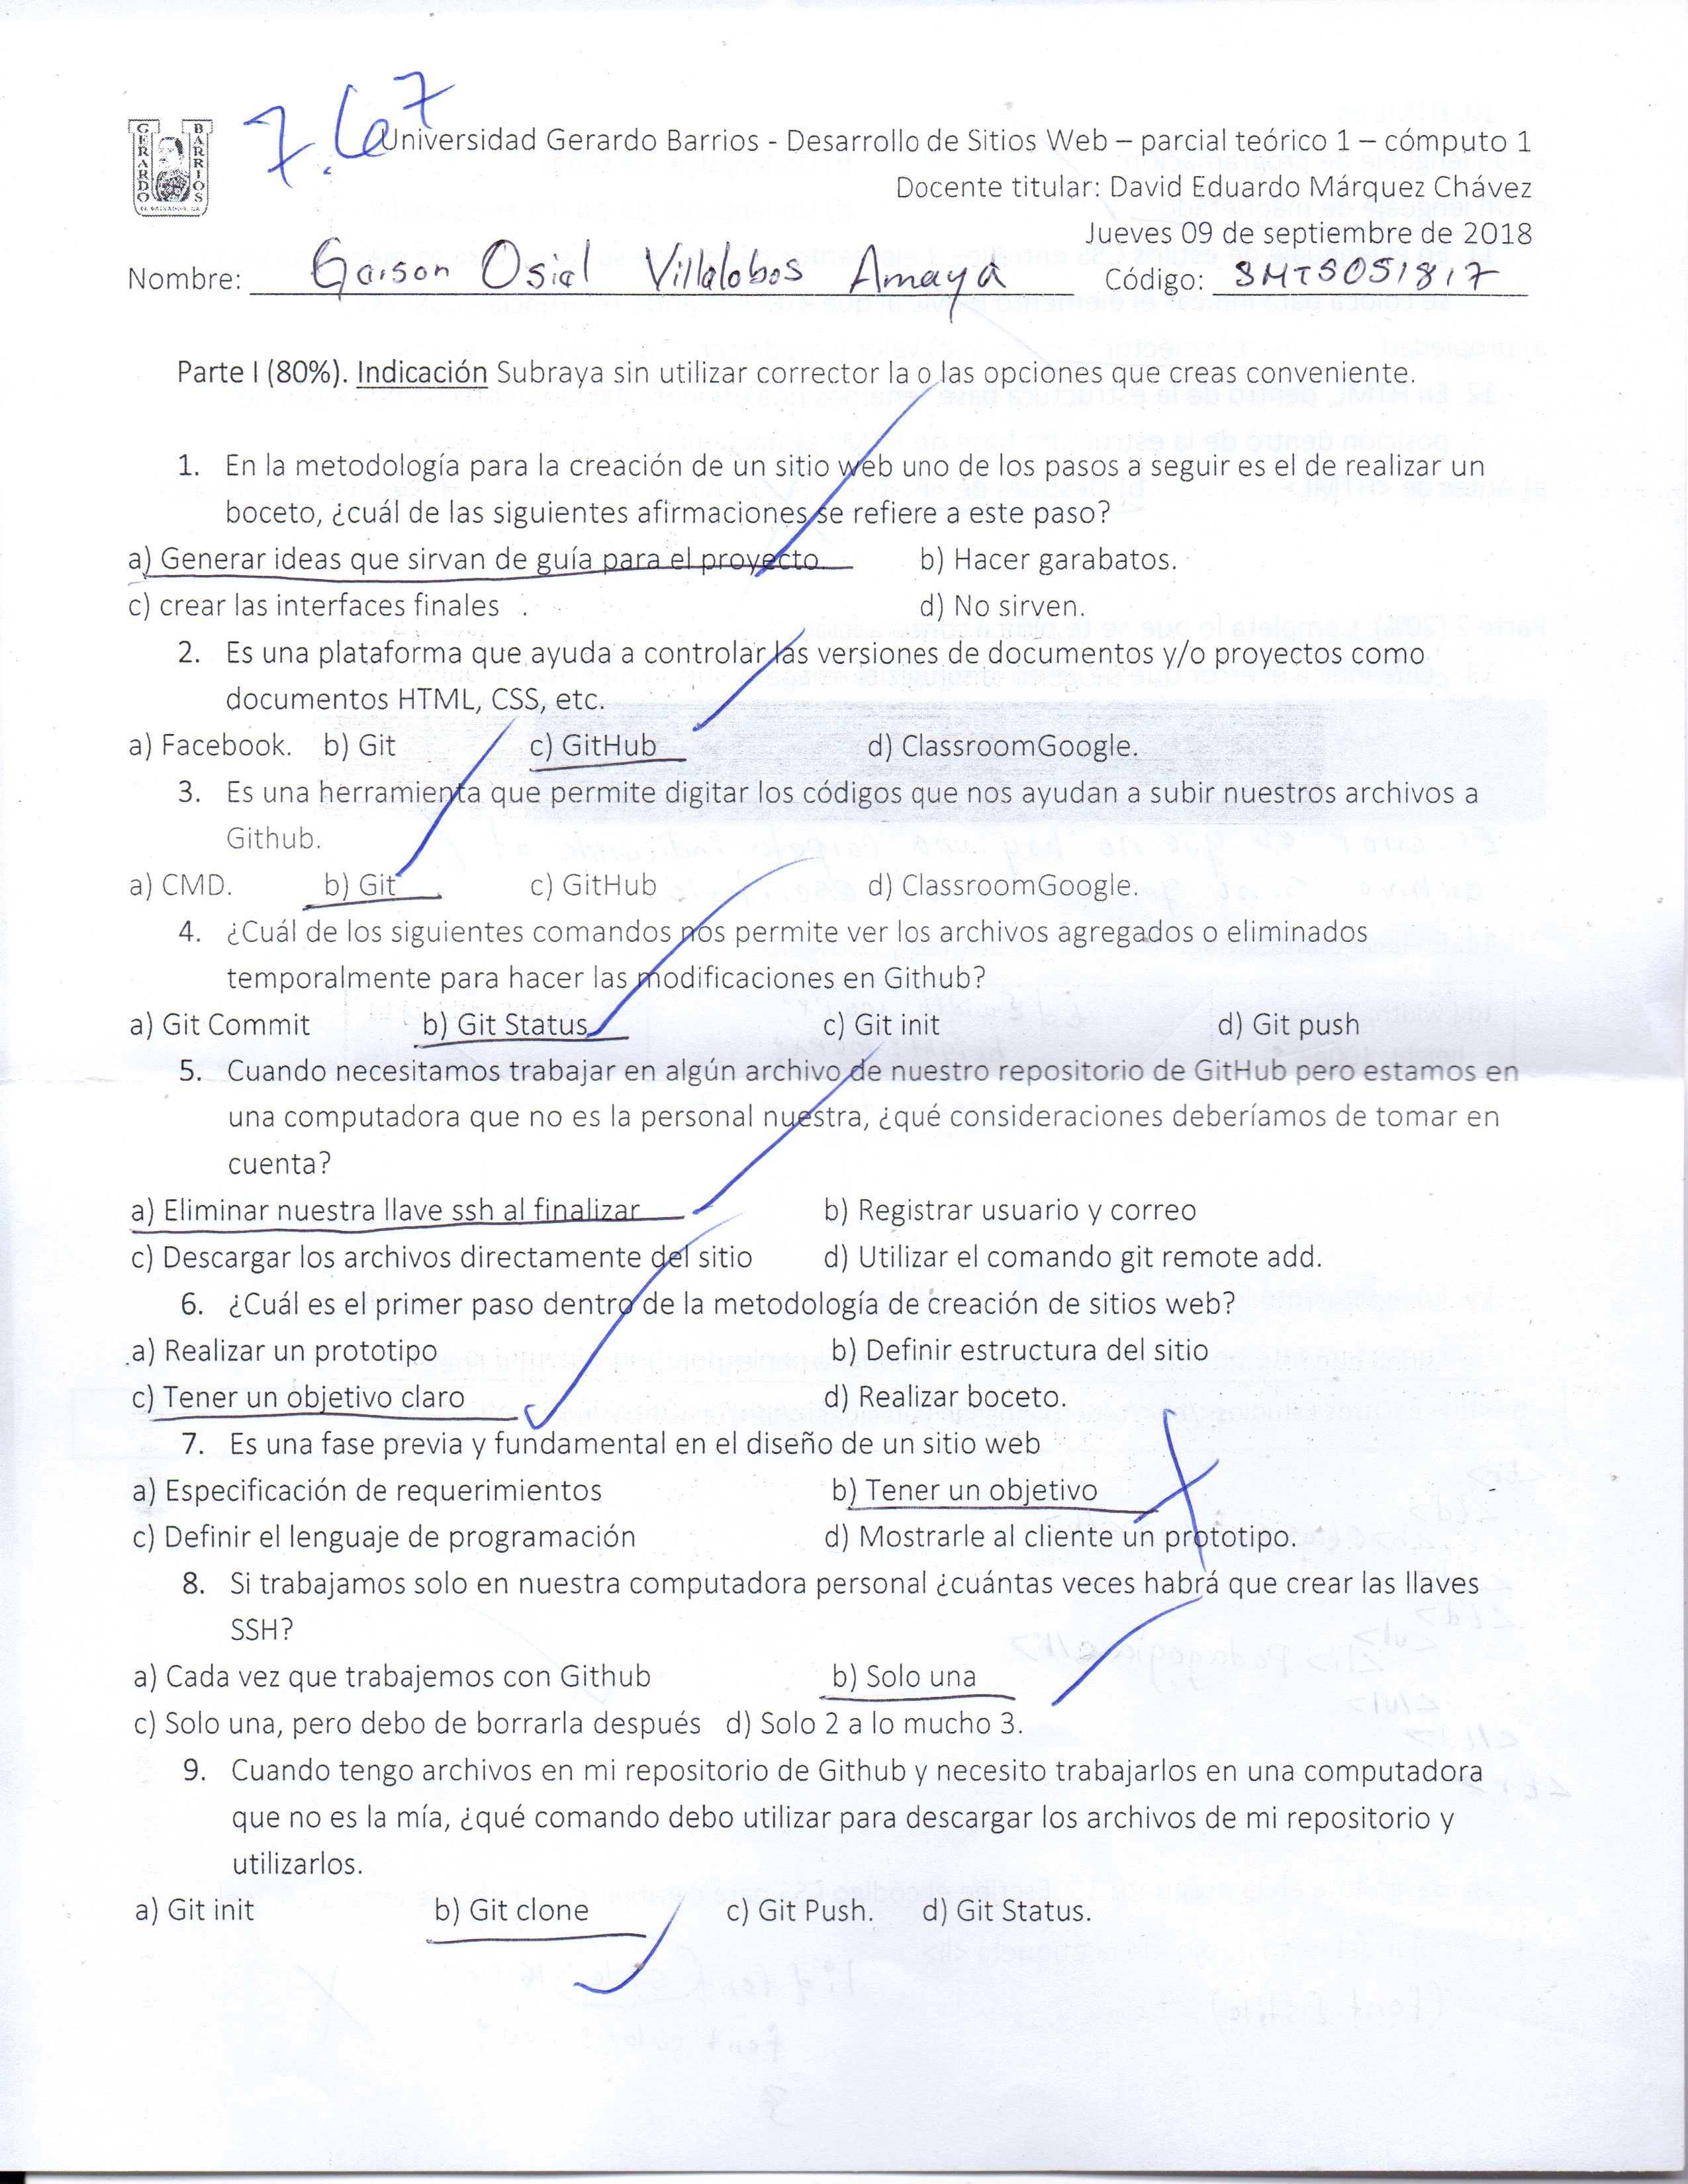 7.67
GERARDO BARRIOS
Universidad Gerardo Barrios - Desarrollo de Sitios Web – parcial teórico 1 – cómputo 1
Docente titular: David Eduardo Márquez Chávez
Jueves 09 de septiembre de 2018
Nombre: Garson Osial Villalobos Amaya Código: SMTS051817
Parte I (80%). Indicación Subraya sin utilizar corrector la o las opciones que creas conveniente.
1. En la metodología para la creación de un sitio web uno de los pasos a seguir es el de realizar un
boceto, ¿cuál de las siguientes afirmaciones se refiere a este paso?
a) Generar ideas que sirvan de guía para el proyecto b) Hacer garabatos.
c) crear las interfaces finales . d) No sirven.
2. Es una plataforma que ayuda a controlar las versiones de documentos y/o proyectos como
documentos HTML, CSS, etc.
a) Facebook. b) Git c) GitHub d) ClassroomGoogle.
3. Es una herramienta que permite digitar los códigos que nos ayudan a subir nuestros archivos a
Github.
a) CMD. b) Git c) GitHub d) ClassroomGoogle.
4. ¿Cuál de los siguientes comandos nos permite ver los archivos agregados o eliminados
temporalmente para hacer las modificaciones en Github?
a) Git Commit b) Git Status c) Git init d) Git push
5. Cuando necesitamos trabajar en algún archivo de nuestro repositorio de GitHub pero estamos en
una computadora que no es la personal nuestra, ¿qué consideraciones deberíamos de tomar en
cuenta?
a) Eliminar nuestra llave ssh al finalizar b) Registrar usuario y correo
c) Descargar los archivos directamente del sitio d) Utilizar el comando git remote add.
6. ¿Cuál es el primer paso dentro de la metodología de creación de sitios web?
a) Realizar un prototipo b) Definir estructura del sitio
c) Tener un objetivo claro d) Realizar boceto.
7. Es una fase previa y fundamental en el diseño de un sitio web
a) Especificación de requerimientos b) Tener un objetivo
c) Definir el lenguaje de programación d) Mostrarle al cliente un prototipo.
8. Si trabajamos solo en nuestra computadora personal ¿cuántas veces habrá que crear las llaves
SSH?
a) Cada vez que trabajemos con Github b) Solo una
c) Solo una, pero debo de borrarla después d) Solo 2 a lo mucho 3.
9. Cuando tengo archivos en mi repositorio de Github y necesito trabajarlos en una computadora
que no es la mía, ¿qué comando debo utilizar para descargar los archivos de mi repositorio y
utilizarlos.
a) Git init b) Git clone c) Git Push. d) Git Status.